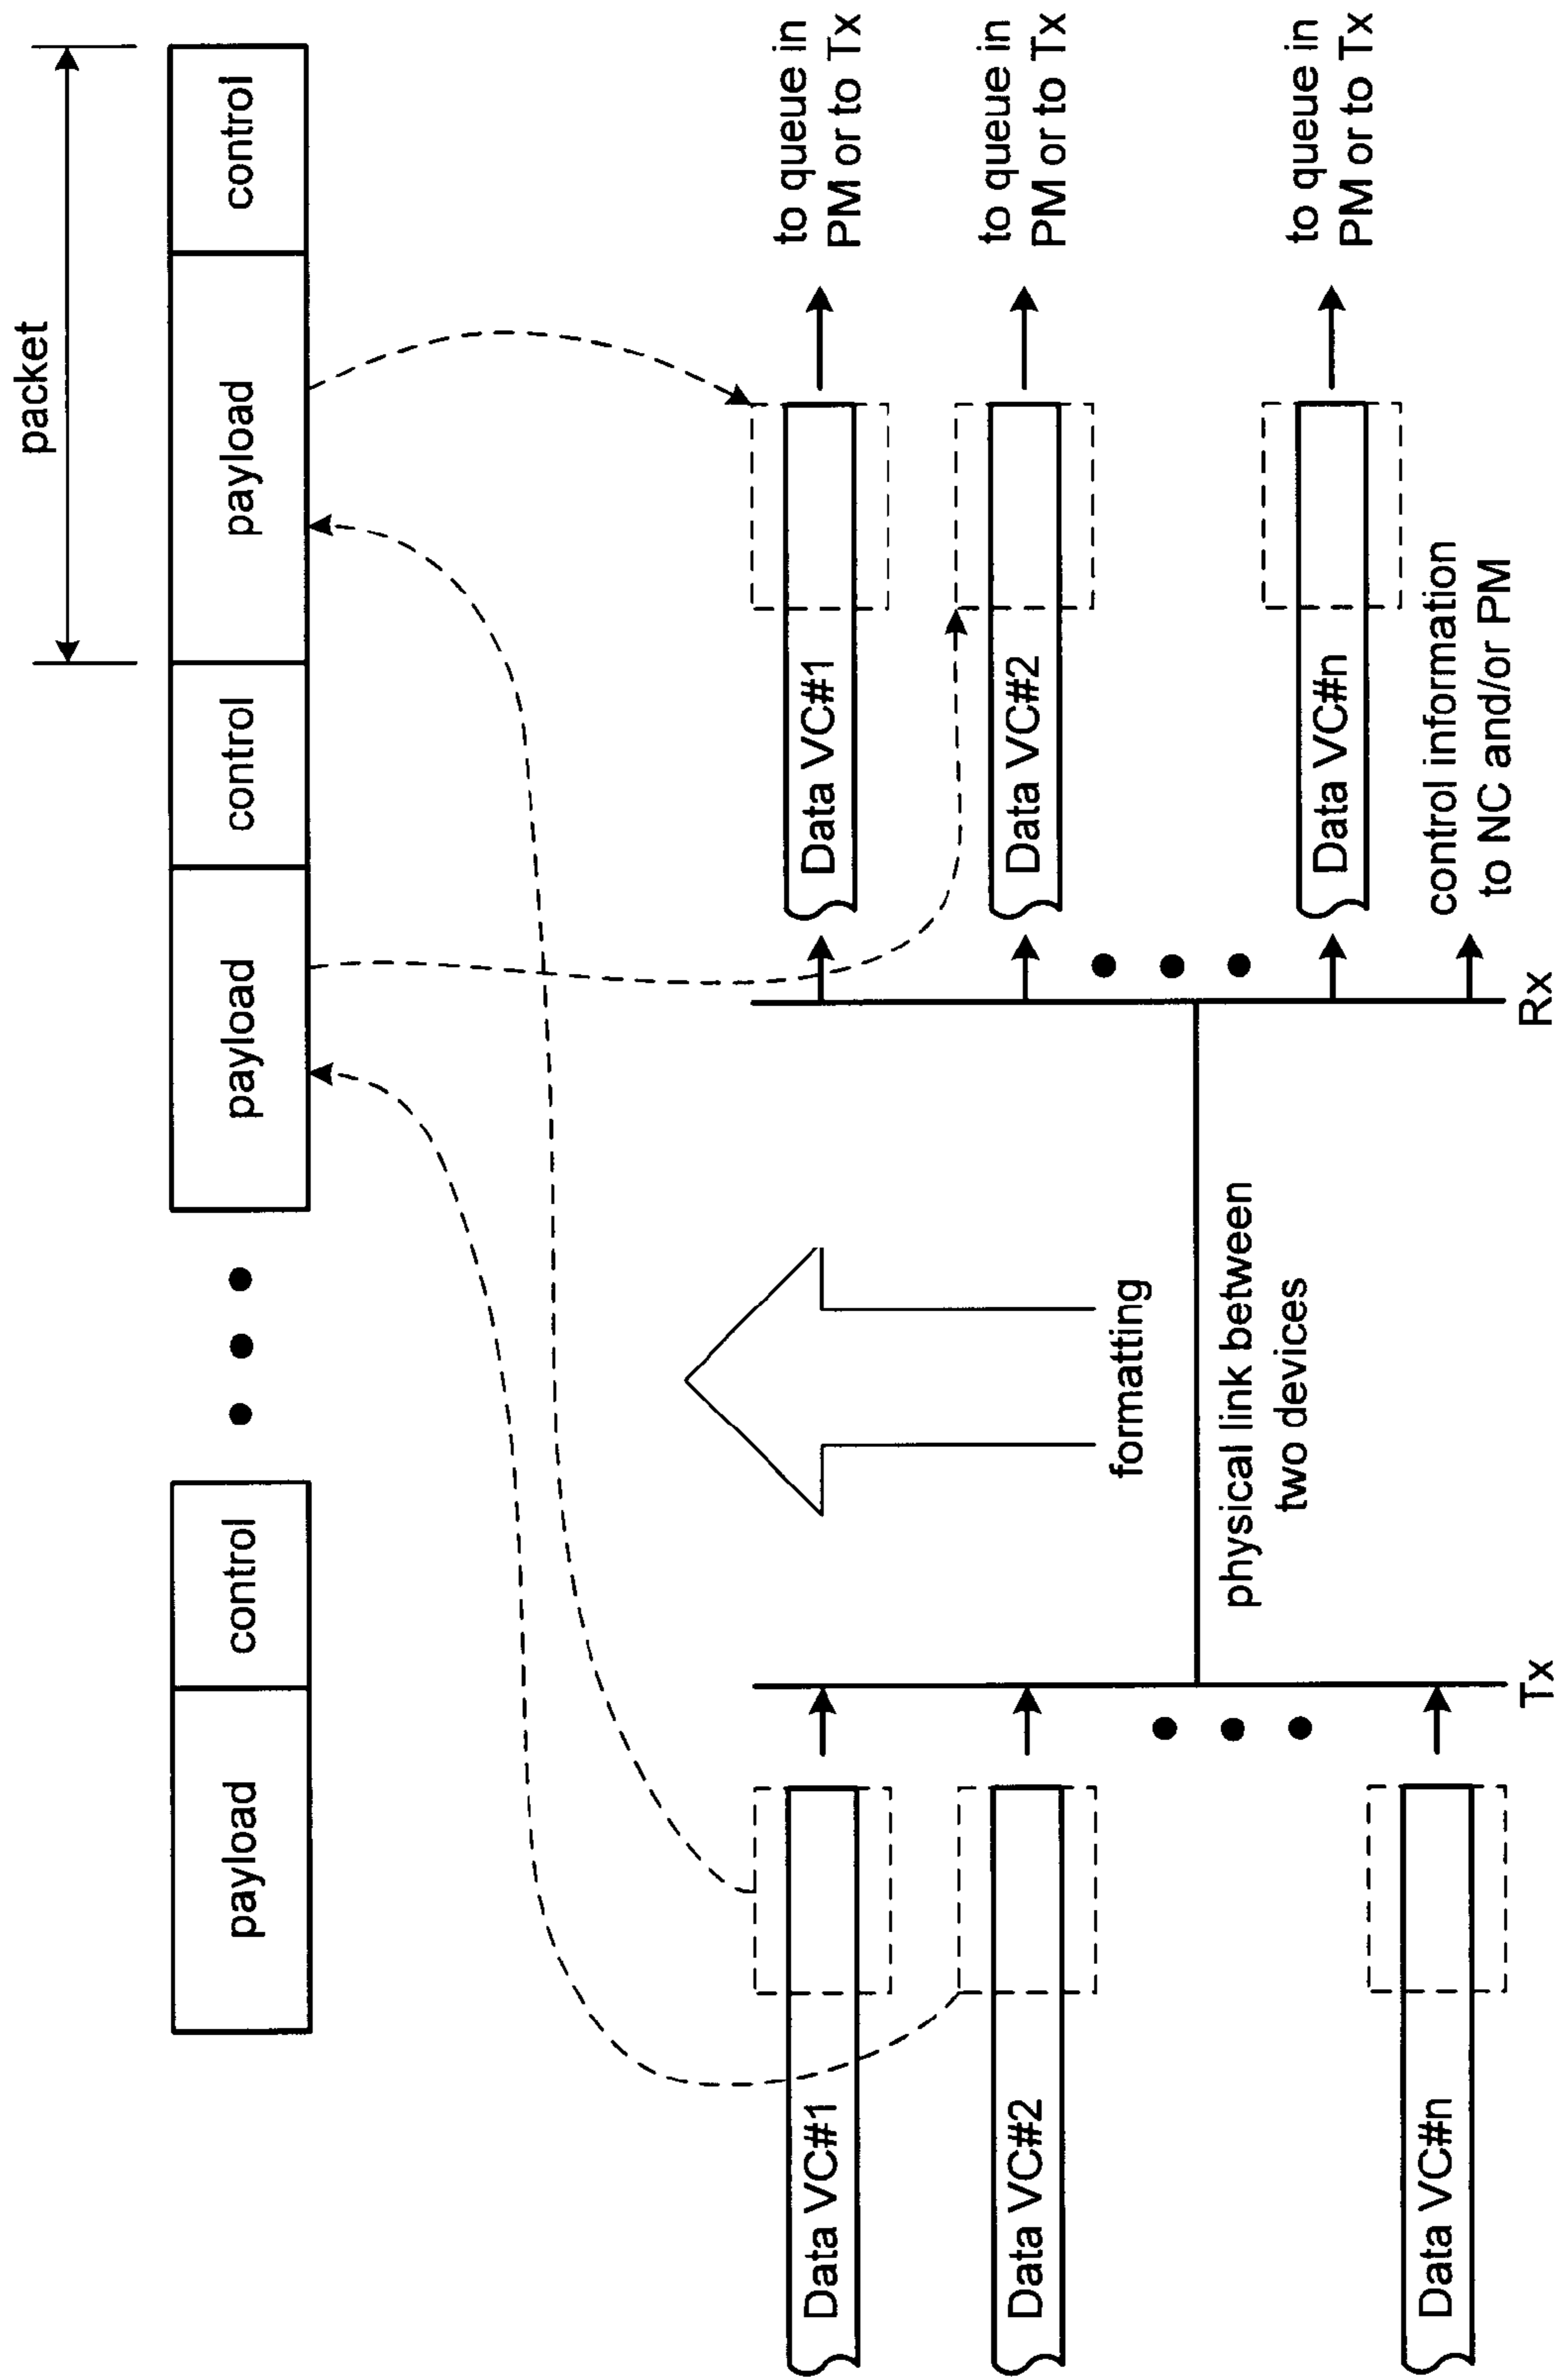 packet
payload
control
payload
control
payload
control
formatting
Data VC#1
Data VC#2
Data VC#n
Tx
physical link between
two devices
Rx
Data VC#1
Data VC#2
Data VC#n
to queue in
PM or to Tx
to queue in
PM or to Tx
to queue in
PM or to Tx
control information
to NC and/or PM